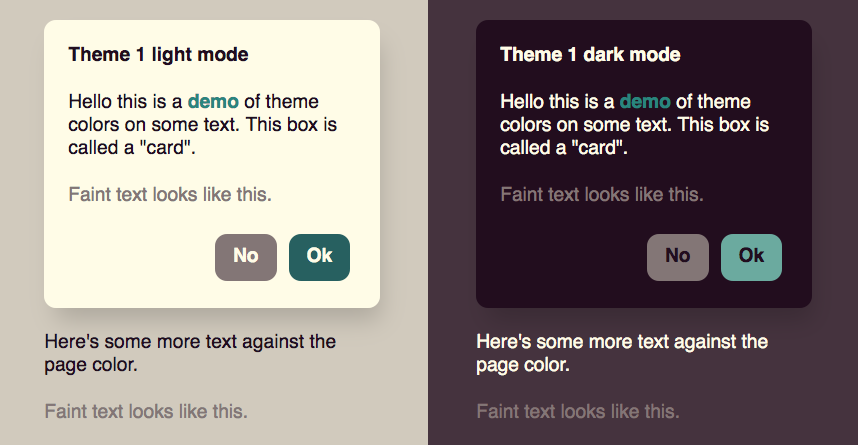 Theme 1 light mode
Hello this is a demo of theme
colors on some text. This box is
called a "card".
Faint text looks like this.
No
Ok
Here's some more text against the
page color.
Faint text looks like this.
Theme 1 dark mode
Hello this is a demo of theme
colors on some text. This box is
called a "card".
Faint text looks like this.
No
Ok
Here's some more text against the
page color.
Faint text looks like this.